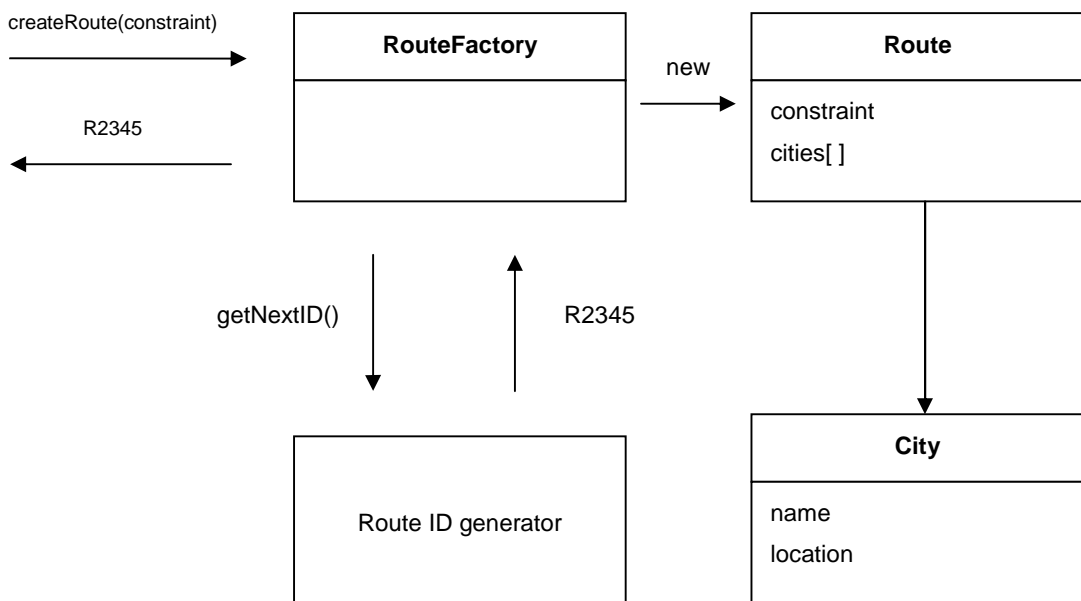 createRoute(constraint)
R2345
RouteFactory
new
Route
constraint
cities[ ]
getNextID()
R2345
Route ID generator
City
name
location